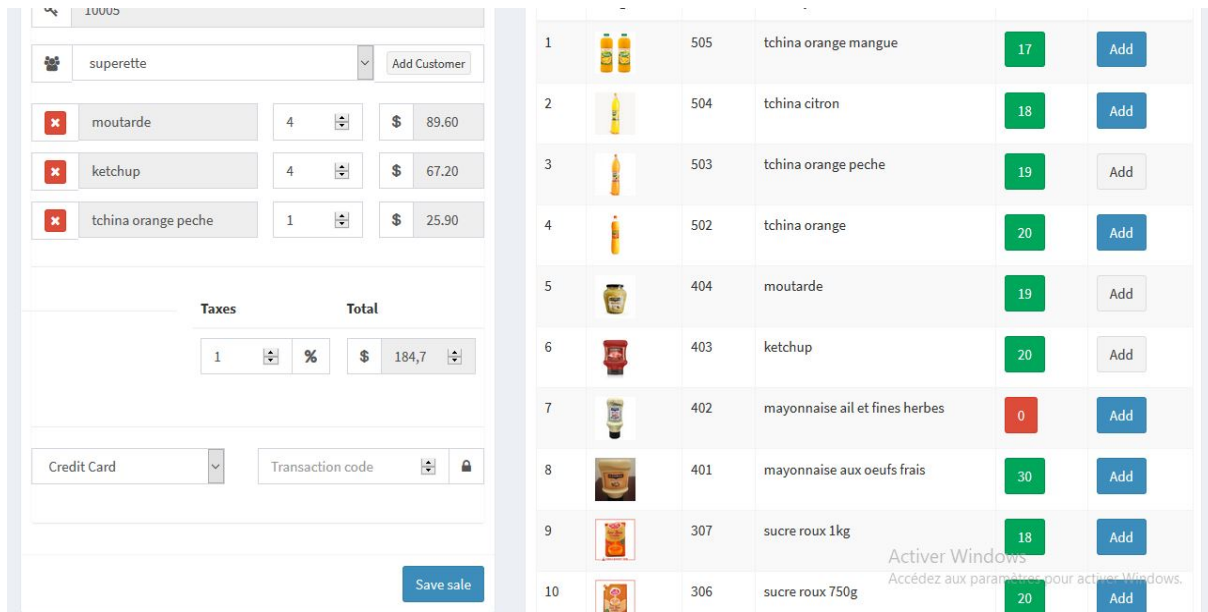 10005
superette
Add Customer
moutarde 4 $ 89.60
ketchup 4 $ 67.20
tchina orange peche 1 $ 25.90
Taxes Total
1 % $ 184,7
Credit Card Transaction code
Save sale
1 505 tchina orange mangue 17 Add
2 504 tchina citron 18 Add
3 503 tchina orange peche 19 Add
4 502 tchina orange 20 Add
5 404 moutarde 19 Add
6 403 ketchup 20 Add
7 402 mayonnaise ail et fines herbes 0 Add
8 401 mayonnaise aux oeufs frais 30 Add
9 307 sucre roux 1kg 18 Add
10 306 sucre roux 750g 20 Add
Activer Windows
Accédez aux paramètres pour activer Windows.